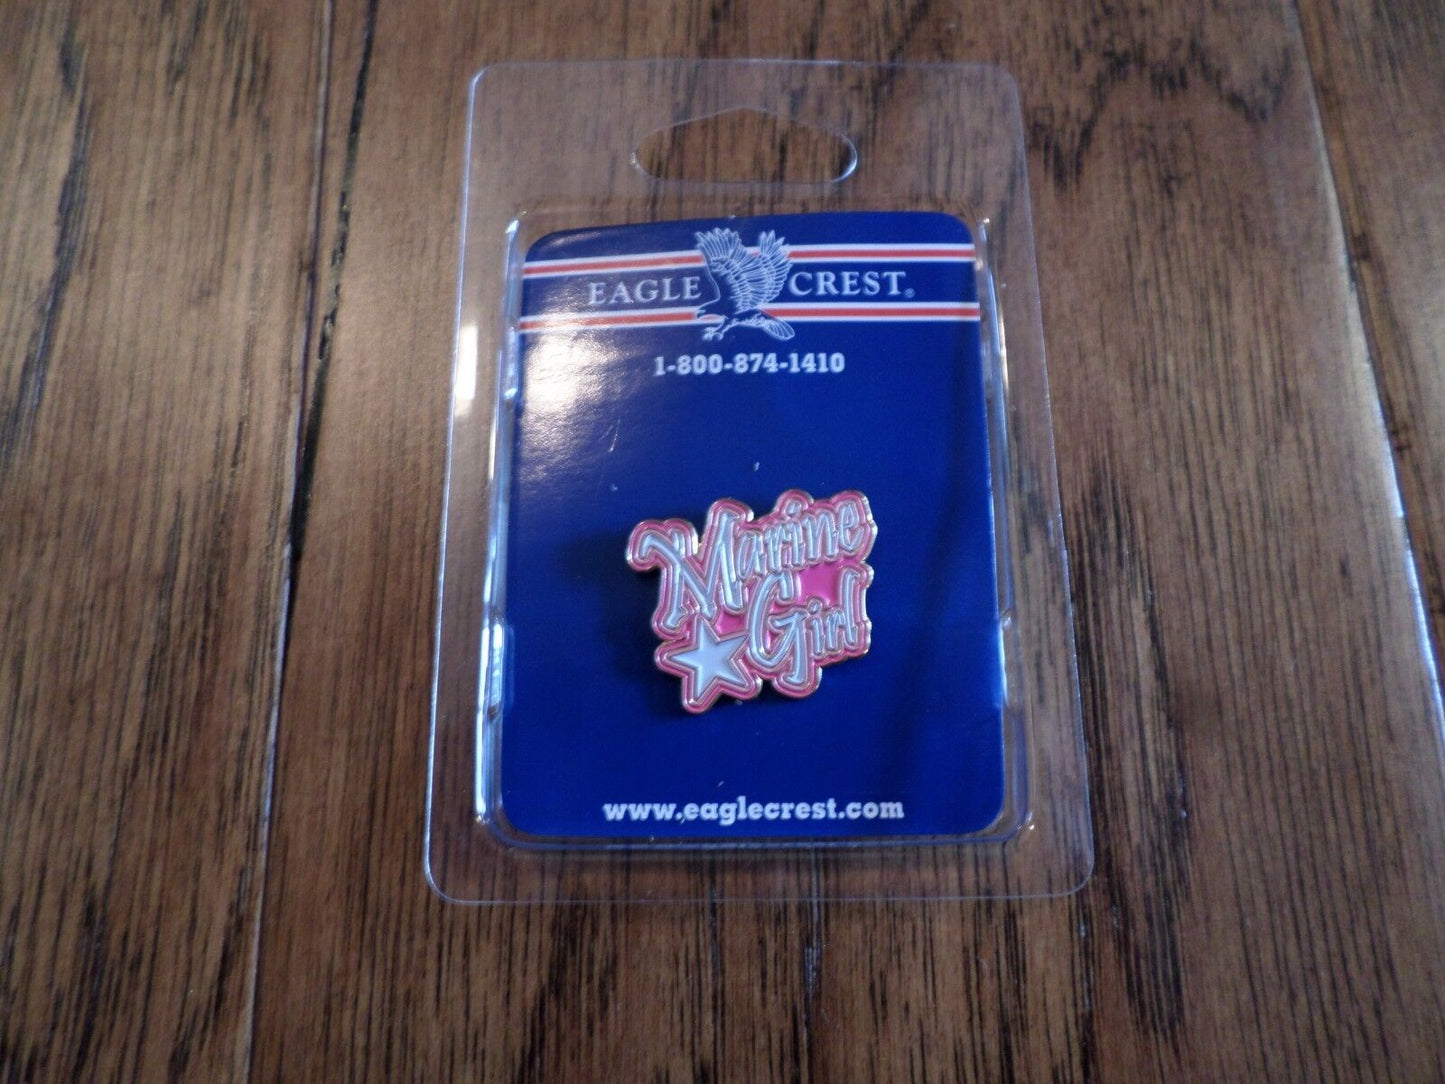 EAGLE CREST®
1-800-874-1410
Marine
Girl
www.eaglecrest.com